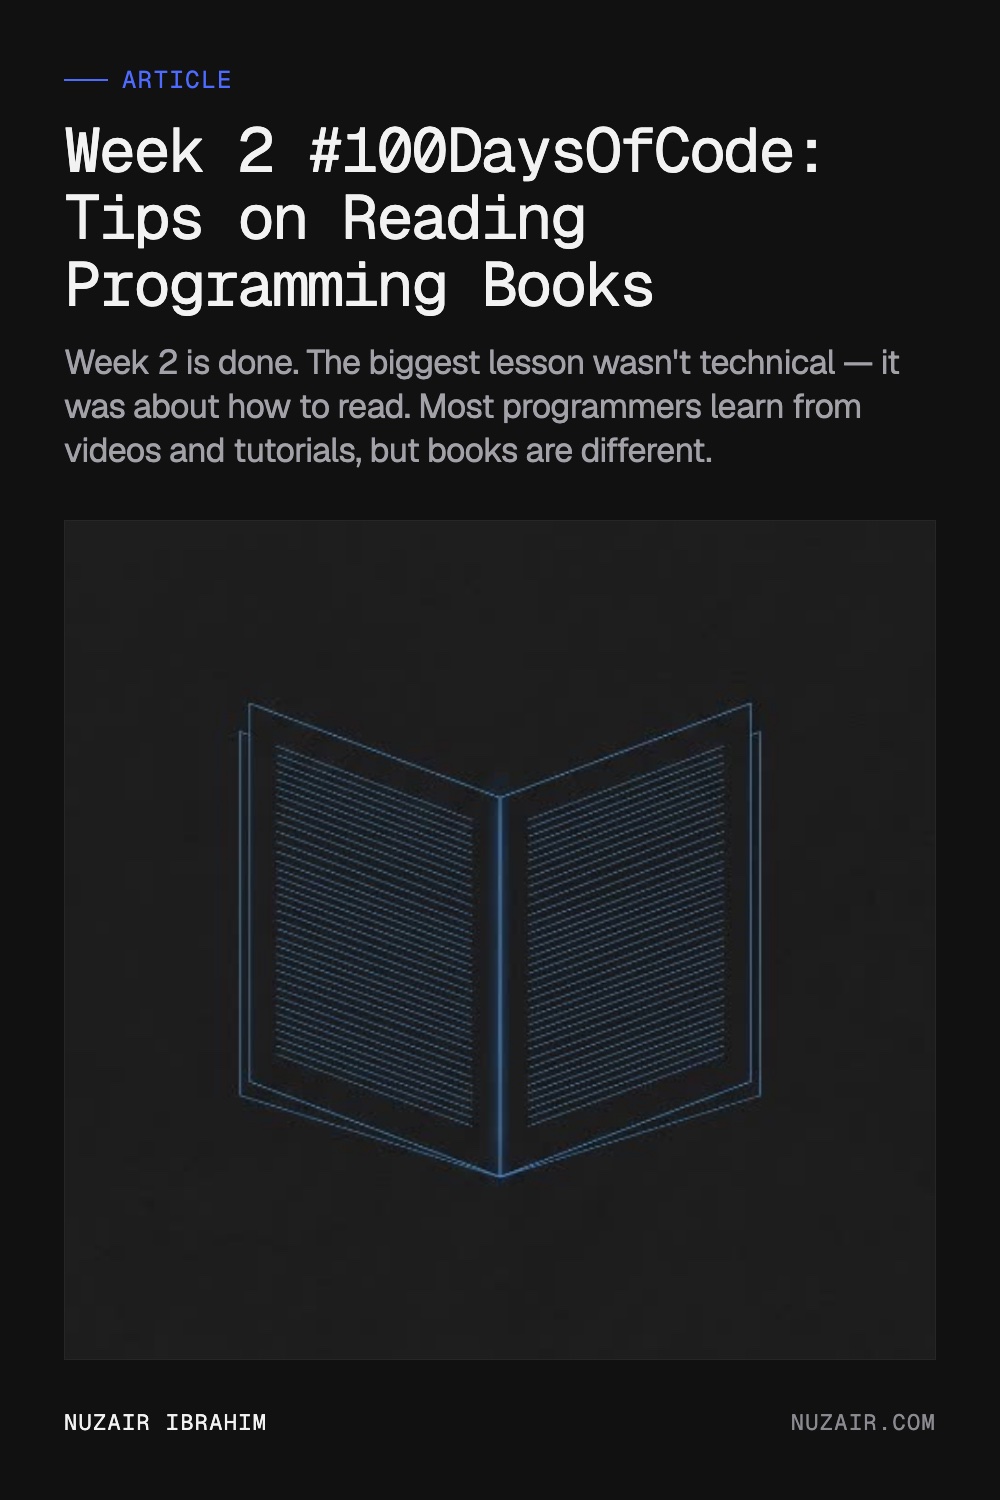 ARTICLE
Week 2 #100DaysOfCode:
Tips on Reading
Programming Books
Week 2 is done. The biggest lesson wasn't technical — it
was about how to read. Most programmers learn from
videos and tutorials, but books are different.
NUZAIR IBRAHIM
NUZAIR.COM